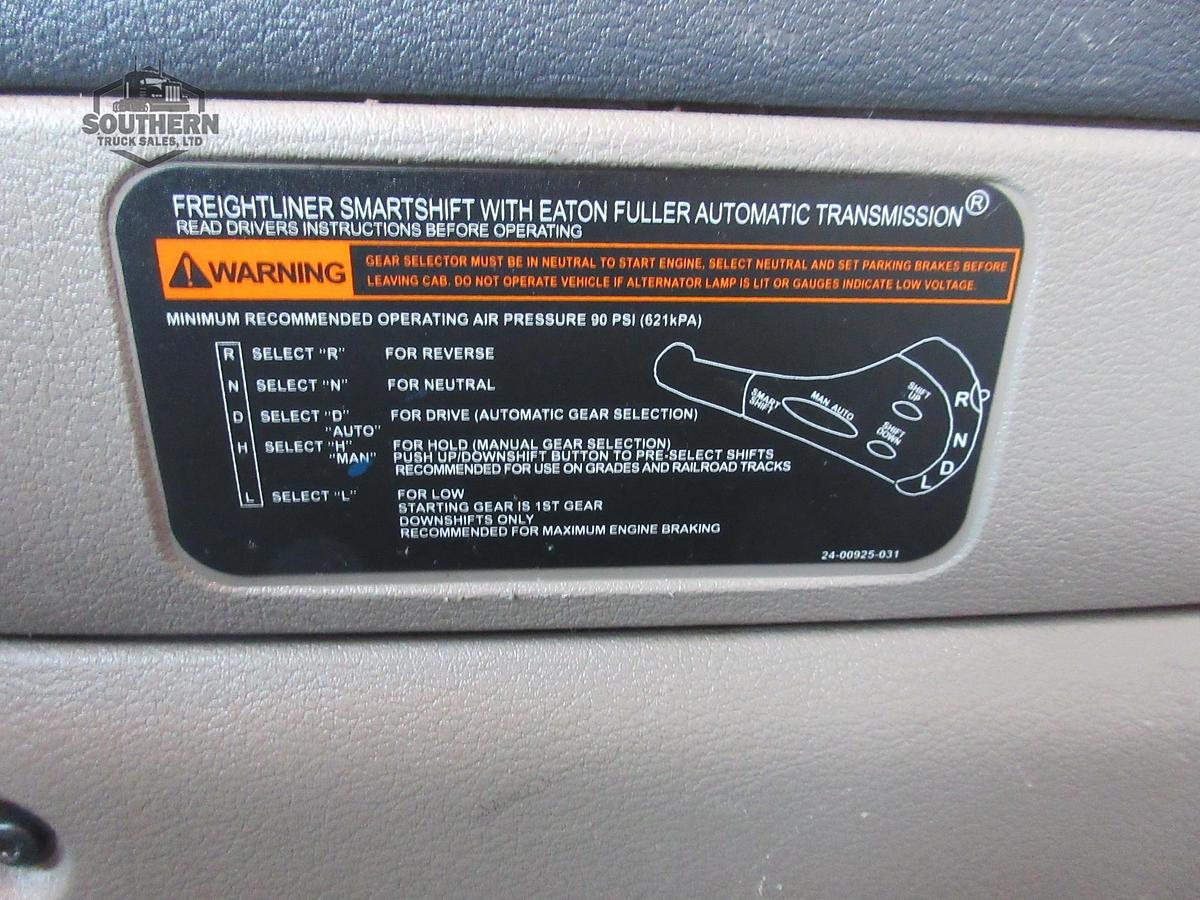 SOUTHERN
TRUCK SALES, LTD
FREIGHTLINER SMARTSHIFT WITH EATON FULLER AUTOMATIC TRANSMISSION®
READ DRIVERS INSTRUCTIONS BEFORE OPERATING
WARNING
GEAR SELECTOR MUST BE IN NEUTRAL TO START ENGINE, SELECT NEUTRAL AND SET PARKING BRAKES BEFORE
LEAVING CAB. DO NOT OPERATE VEHICLE IF ALTERNATOR LAMP IS LIT OR GAUGES INDICATE LOW VOLTAGE.
MINIMUM RECOMMENDED OPERATING AIR PRESSURE 90 PSI (621kPA)
R SELECT "R" FOR REVERSE
N SELECT "N" FOR NEUTRAL
D SELECT "D" FOR DRIVE (AUTOMATIC GEAR SELECTION)
"AUTO"
H SELECT "H" FOR HOLD (MANUAL GEAR SELECTION)
"MAN" PUSH UP/DOWNSHIFT BUTTON TO PRE-SELECT SHIFTS
RECOMMENDED FOR USE ON GRADES AND RAILROAD TRACKS
L SELECT "L" FOR LOW
STARTING GEAR IS 1ST GEAR
DOWNSHIFTS ONLY
RECOMMENDED FOR MAXIMUM ENGINE BRAKING
SMART
SHIFT
MAN AUTO
SHIFT
UP
SHIFT
DOWN
R
N
D
L
24-00925-031